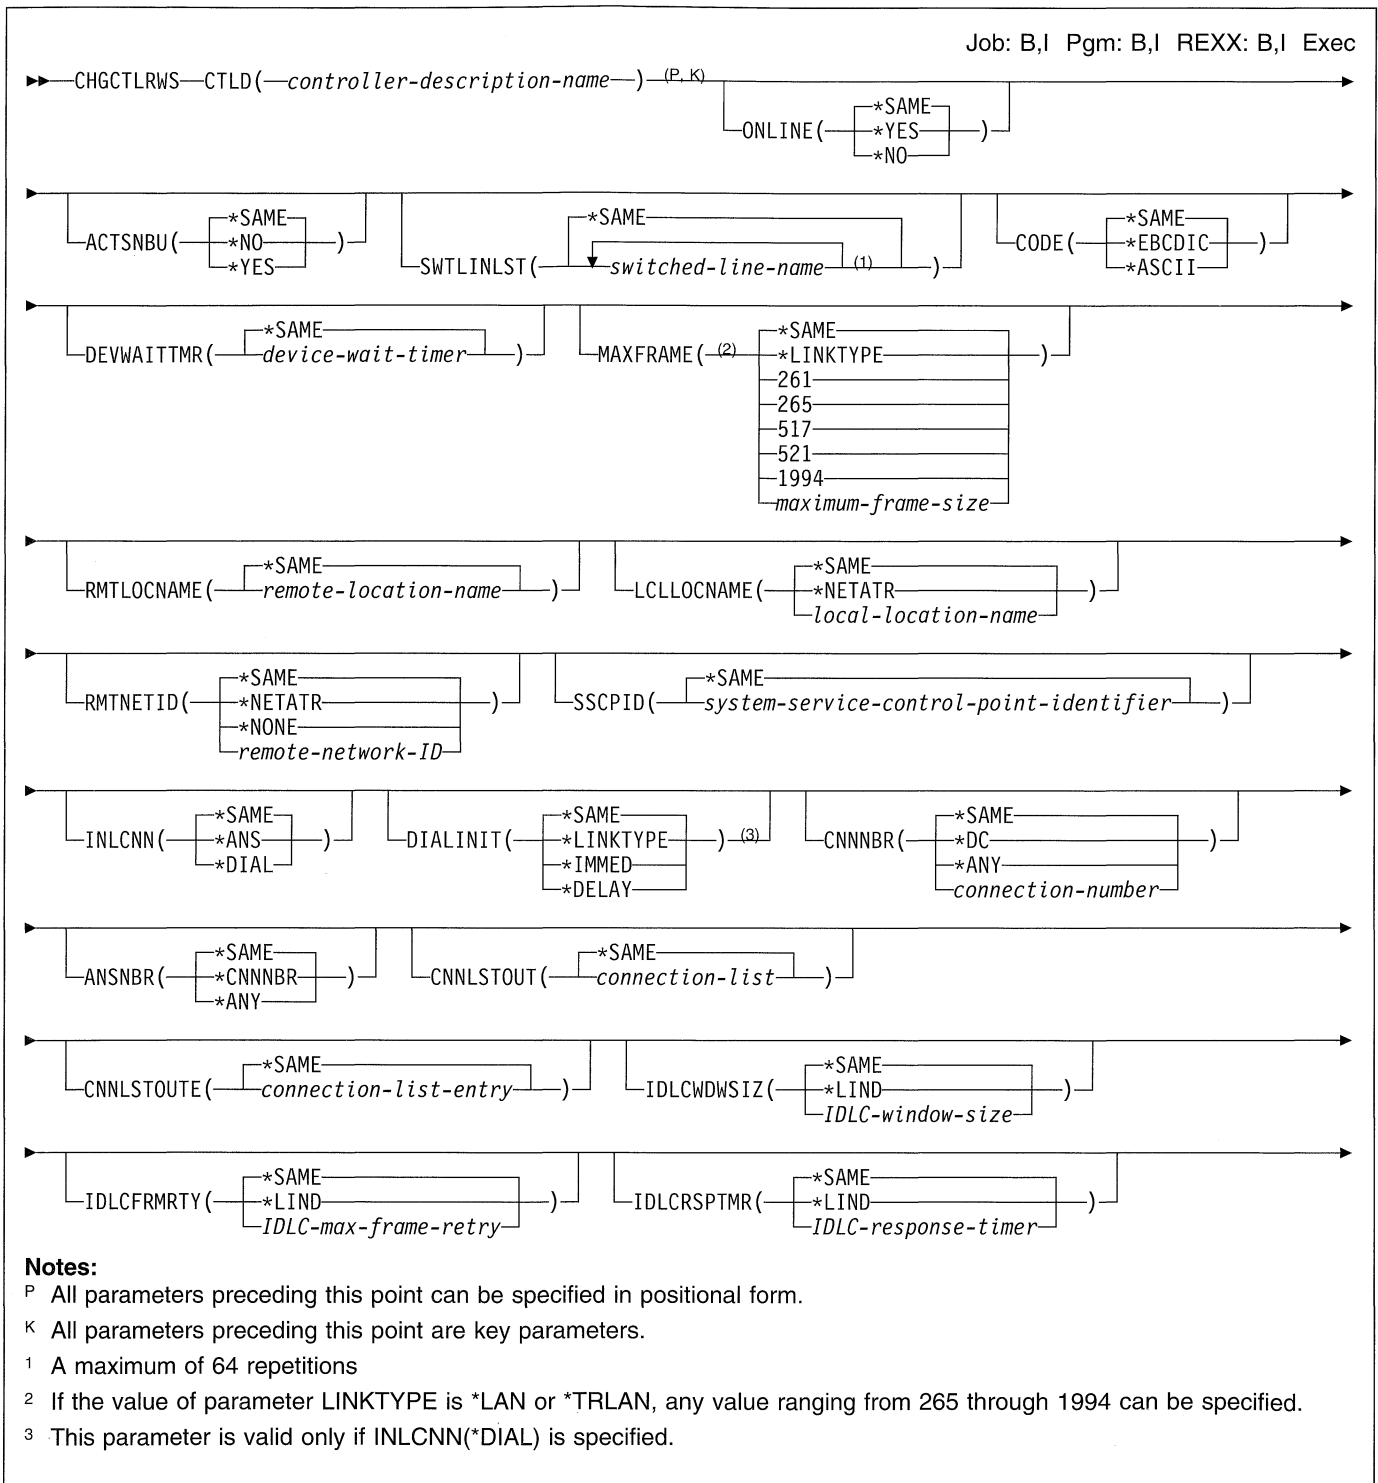 Job: B,I Pgm: B,I REXX: B,I Exec
CHGCTLRWS CTLD( controller-description-name ) (P, K)
ONLINE( *SAME )
*YES
*NO
ACTSNBU( *SAME )
*NO
*YES
SWTLINLST( *SAME )
switched-line-name (1)
CODE( *SAME )
*EBCDIC
*ASCII
DEVWAITTMR( *SAME )
device-wait-timer
MAXFRAME( (2) *SAME )
*LINKTYPE
261
265
517
521
1994
maximum-frame-size
RMTLOCNAME( *SAME )
remote-location-name
LCLLOCNAME( *SAME )
*NETATR
local-location-name
RMTNETID( *SAME )
*NETATR
*NONE
remote-network-ID
SSCPID( *SAME )
system-service-control-point-identifier
INLCNN( *SAME )
*ANS
*DIAL
DIALINIT( *SAME ) (3)
*LINKTYPE
*IMMED
*DELAY
CNNNBR( *SAME )
*DC
*ANY
connection-number
ANSNBR( *SAME )
*CNNNBR
*ANY
CNNLSTOUT( *SAME )
connection-list
CNNLSTOUTE( *SAME )
connection-list-entry
IDLCWDWSIZ( *SAME )
*LIND
IDLC-window-size
IDLCFRMRTY( *SAME )
*LIND
IDLC-max-frame-retry
IDLCRSPTMR( *SAME )
*LIND
IDLC-response-timer
Notes:
P All parameters preceding this point can be specified in positional form.
K All parameters preceding this point are key parameters.
1 A maximum of 64 repetitions
2 If the value of parameter LINKTYPE is *LAN or *TRLAN, any value ranging from 265 through 1994 can be specified.
3 This parameter is valid only if INLCNN(*DIAL) is specified.